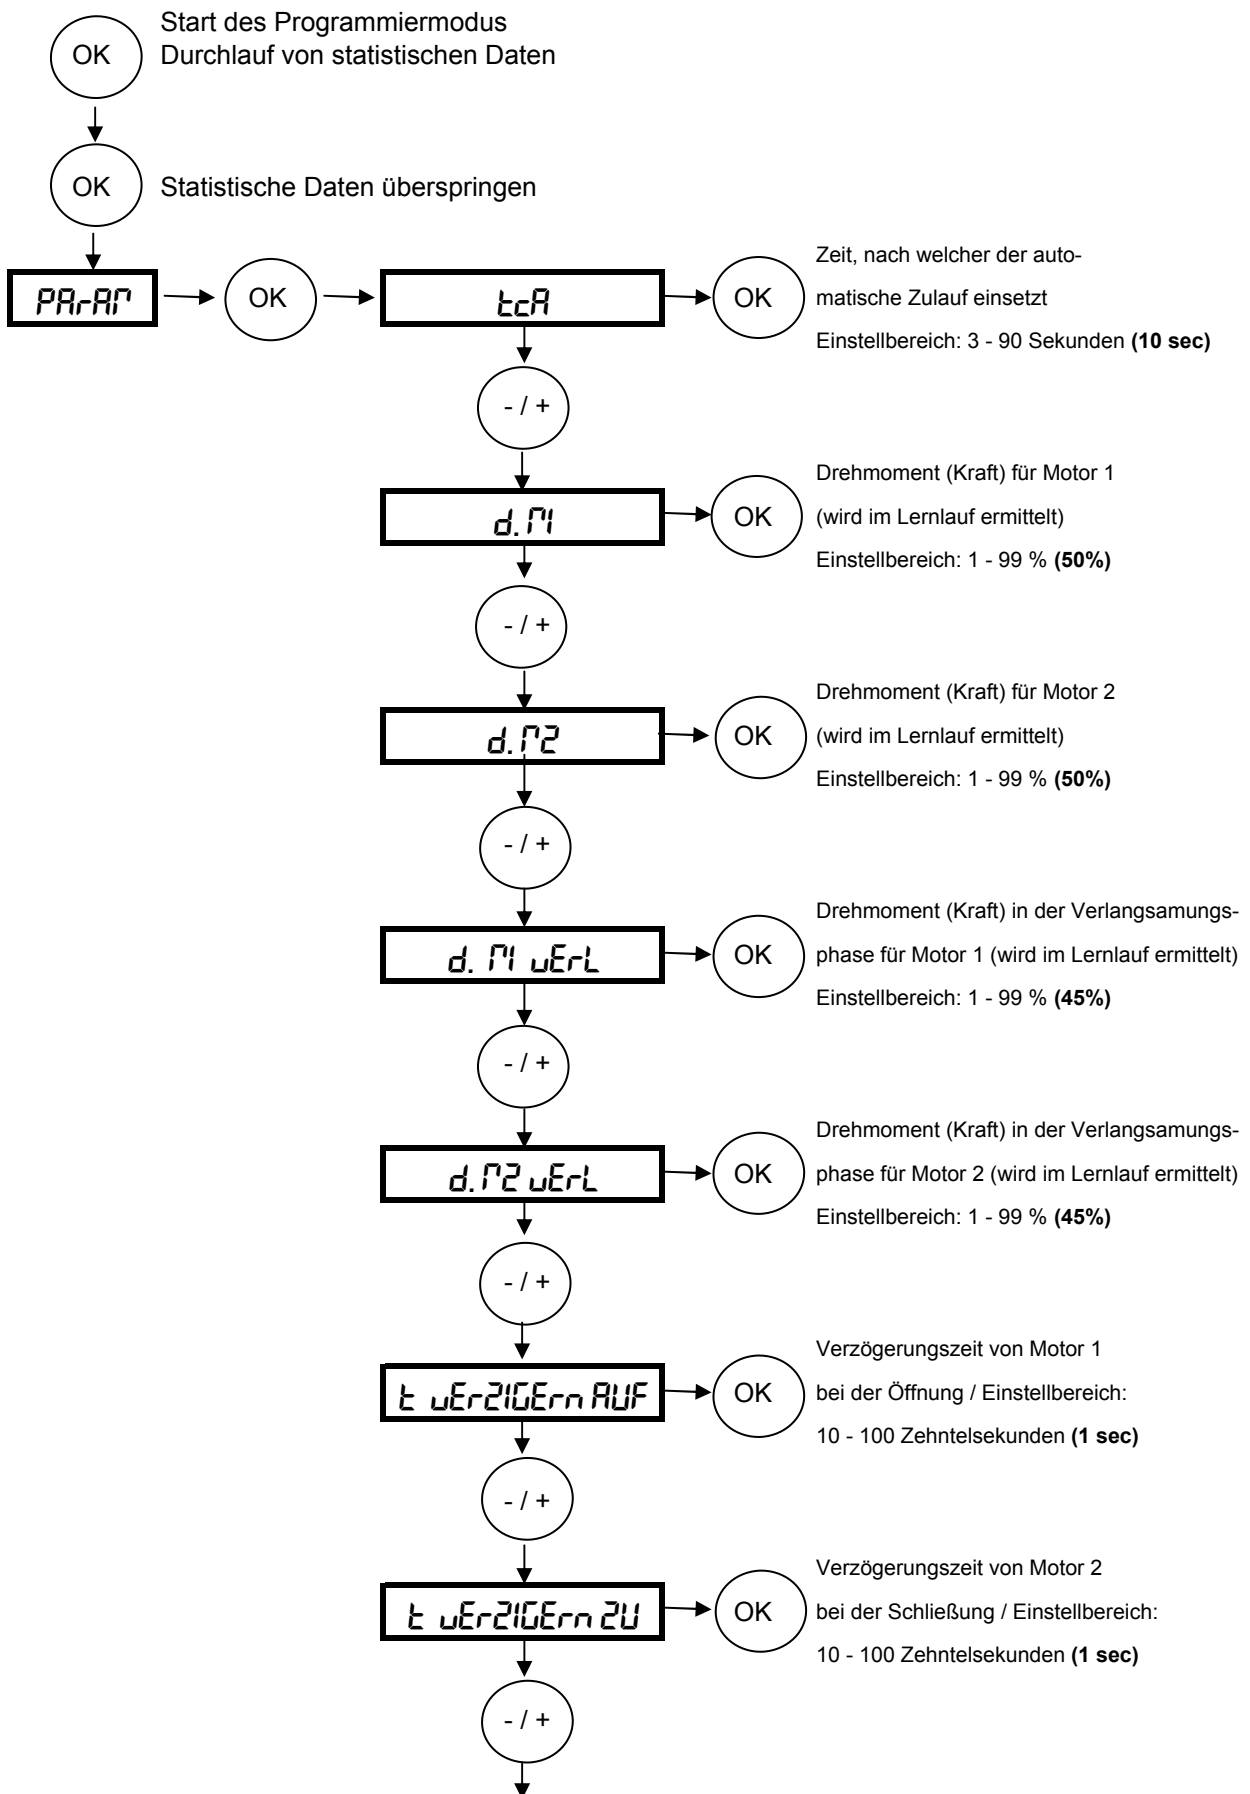 OK
Start des Programmiermodus
Durchlauf von statistischen Daten
OK
Statistische Daten überspringen
PArAM
OK
tcA
OK
Zeit, nach welcher der auto-
matische Zulauf einsetzt
Einstellbereich: 3 - 90 Sekunden (10 sec)
- / +
d. M1
OK
Drehmoment (Kraft) für Motor 1
(wird im Lernlauf ermittelt)
Einstellbereich: 1 - 99 % (50%)
- / +
d. M2
OK
Drehmoment (Kraft) für Motor 2
(wird im Lernlauf ermittelt)
Einstellbereich: 1 - 99 % (50%)
- / +
d. M1 vErL
OK
Drehmoment (Kraft) in der Verlangsamungs-
phase für Motor 1 (wird im Lernlauf ermittelt)
Einstellbereich: 1 - 99 % (45%)
- / +
d. M2 vErL
OK
Drehmoment (Kraft) in der Verlangsamungs-
phase für Motor 2 (wird im Lernlauf ermittelt)
Einstellbereich: 1 - 99 % (45%)
- / +
t vErZIGErn AUF
OK
Verzögerungszeit von Motor 1
bei der Öffnung / Einstellbereich:
10 - 100 Zehntelsekunden (1 sec)
- / +
t vErZIGErn ZU
OK
Verzögerungszeit von Motor 2
bei der Schließung / Einstellbereich:
10 - 100 Zehntelsekunden (1 sec)
- / +